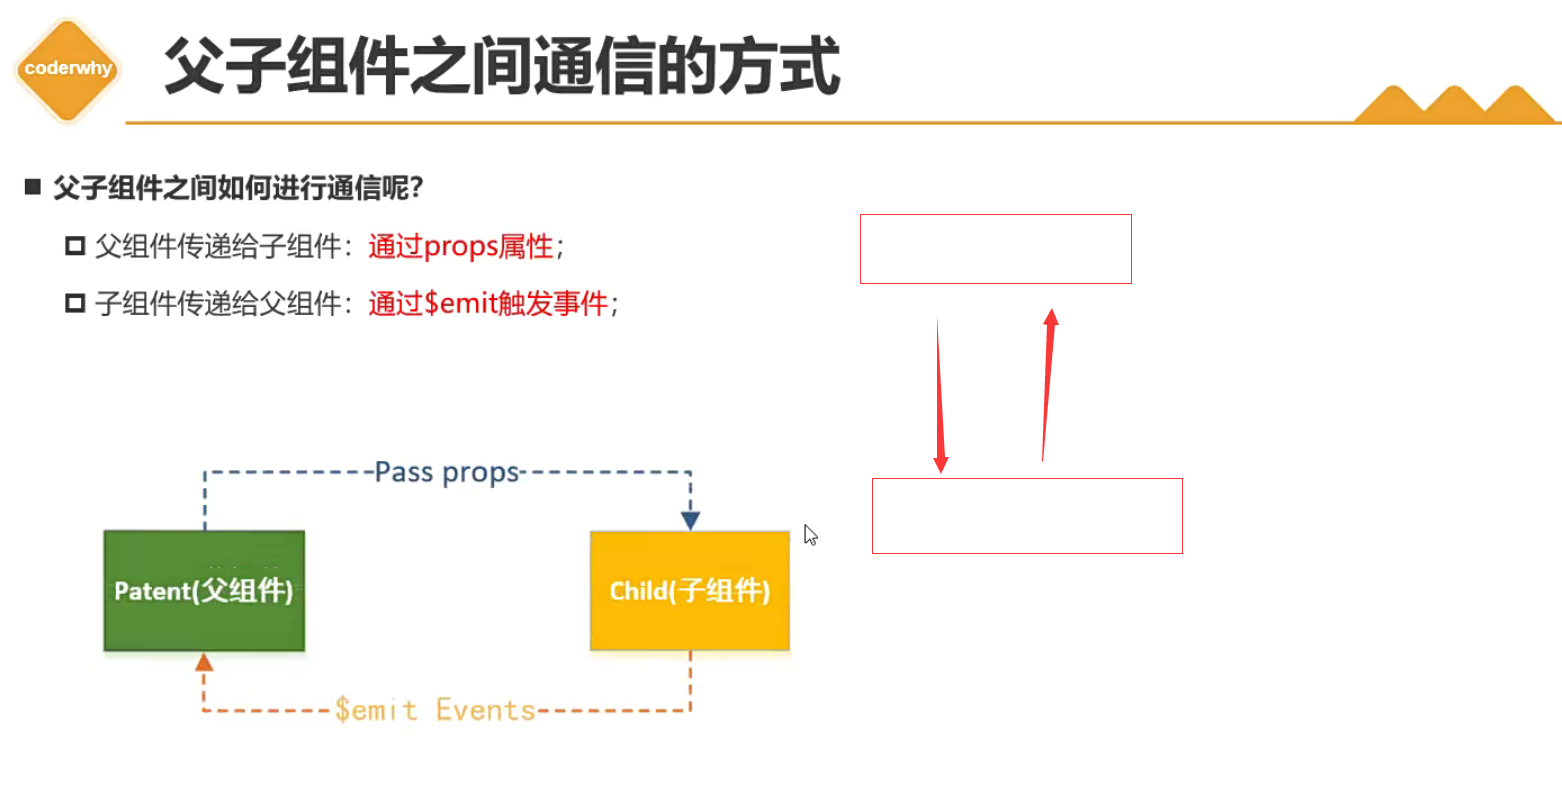 coderwhy
父子组件之间通信的方式
父子组件之间如何进行通信呢？
父组件传递给子组件：通过props属性；
子组件传递给父组件：通过$emit触发事件；
Pass props
Patent(父组件)
Child(子组件)
$emit Events